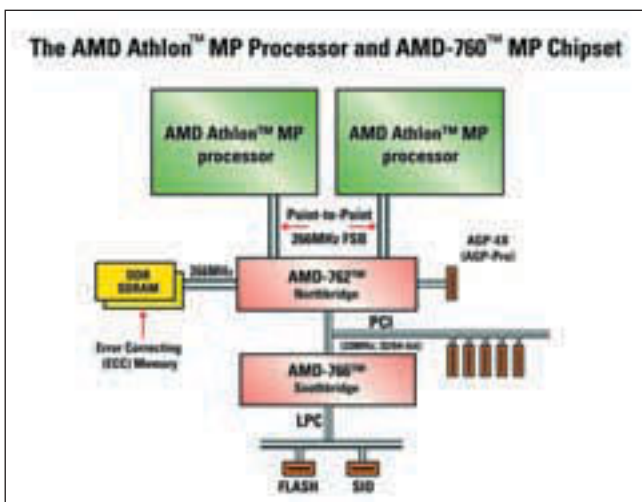 The AMD Athlon™ MP Processor and AMD-760™ MP Chipset
AMD Athlon™ MP
processor
AMD Athlon™ MP
processor
Point-to-Point
266MHz FSB
AGP-4X
(AGP-Pro)
DDR
SDRAM
266MHz
AMD-762™
Northbridge
PCI
Error Correcting
(ECC) Memory
AMD-766™
Southbridge
LPC
FLASH
SIO